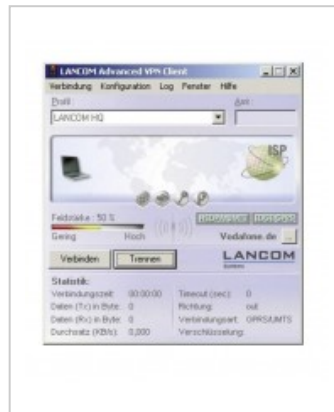 LANCOM Advanced VPN Client
Verbindung Konfiguration Log Fenster Hilfe
Profil:
LANCOM HQ
ISP
Feldstärke: 50 %
Gering Hoch Vodafone.de
Verbinden Trennen LANCOM
Systems
Statistik:
Verbindungszeit: 00:00:00 Timeout (sec): 0
Daten (Tx) in Byte: 0 Richtung: out
Daten (Rx) in Byte: 0 Verbindungsart: GPRS/UMTS
Durchsatz (KB/s): 0,000 Verschlüsselung: